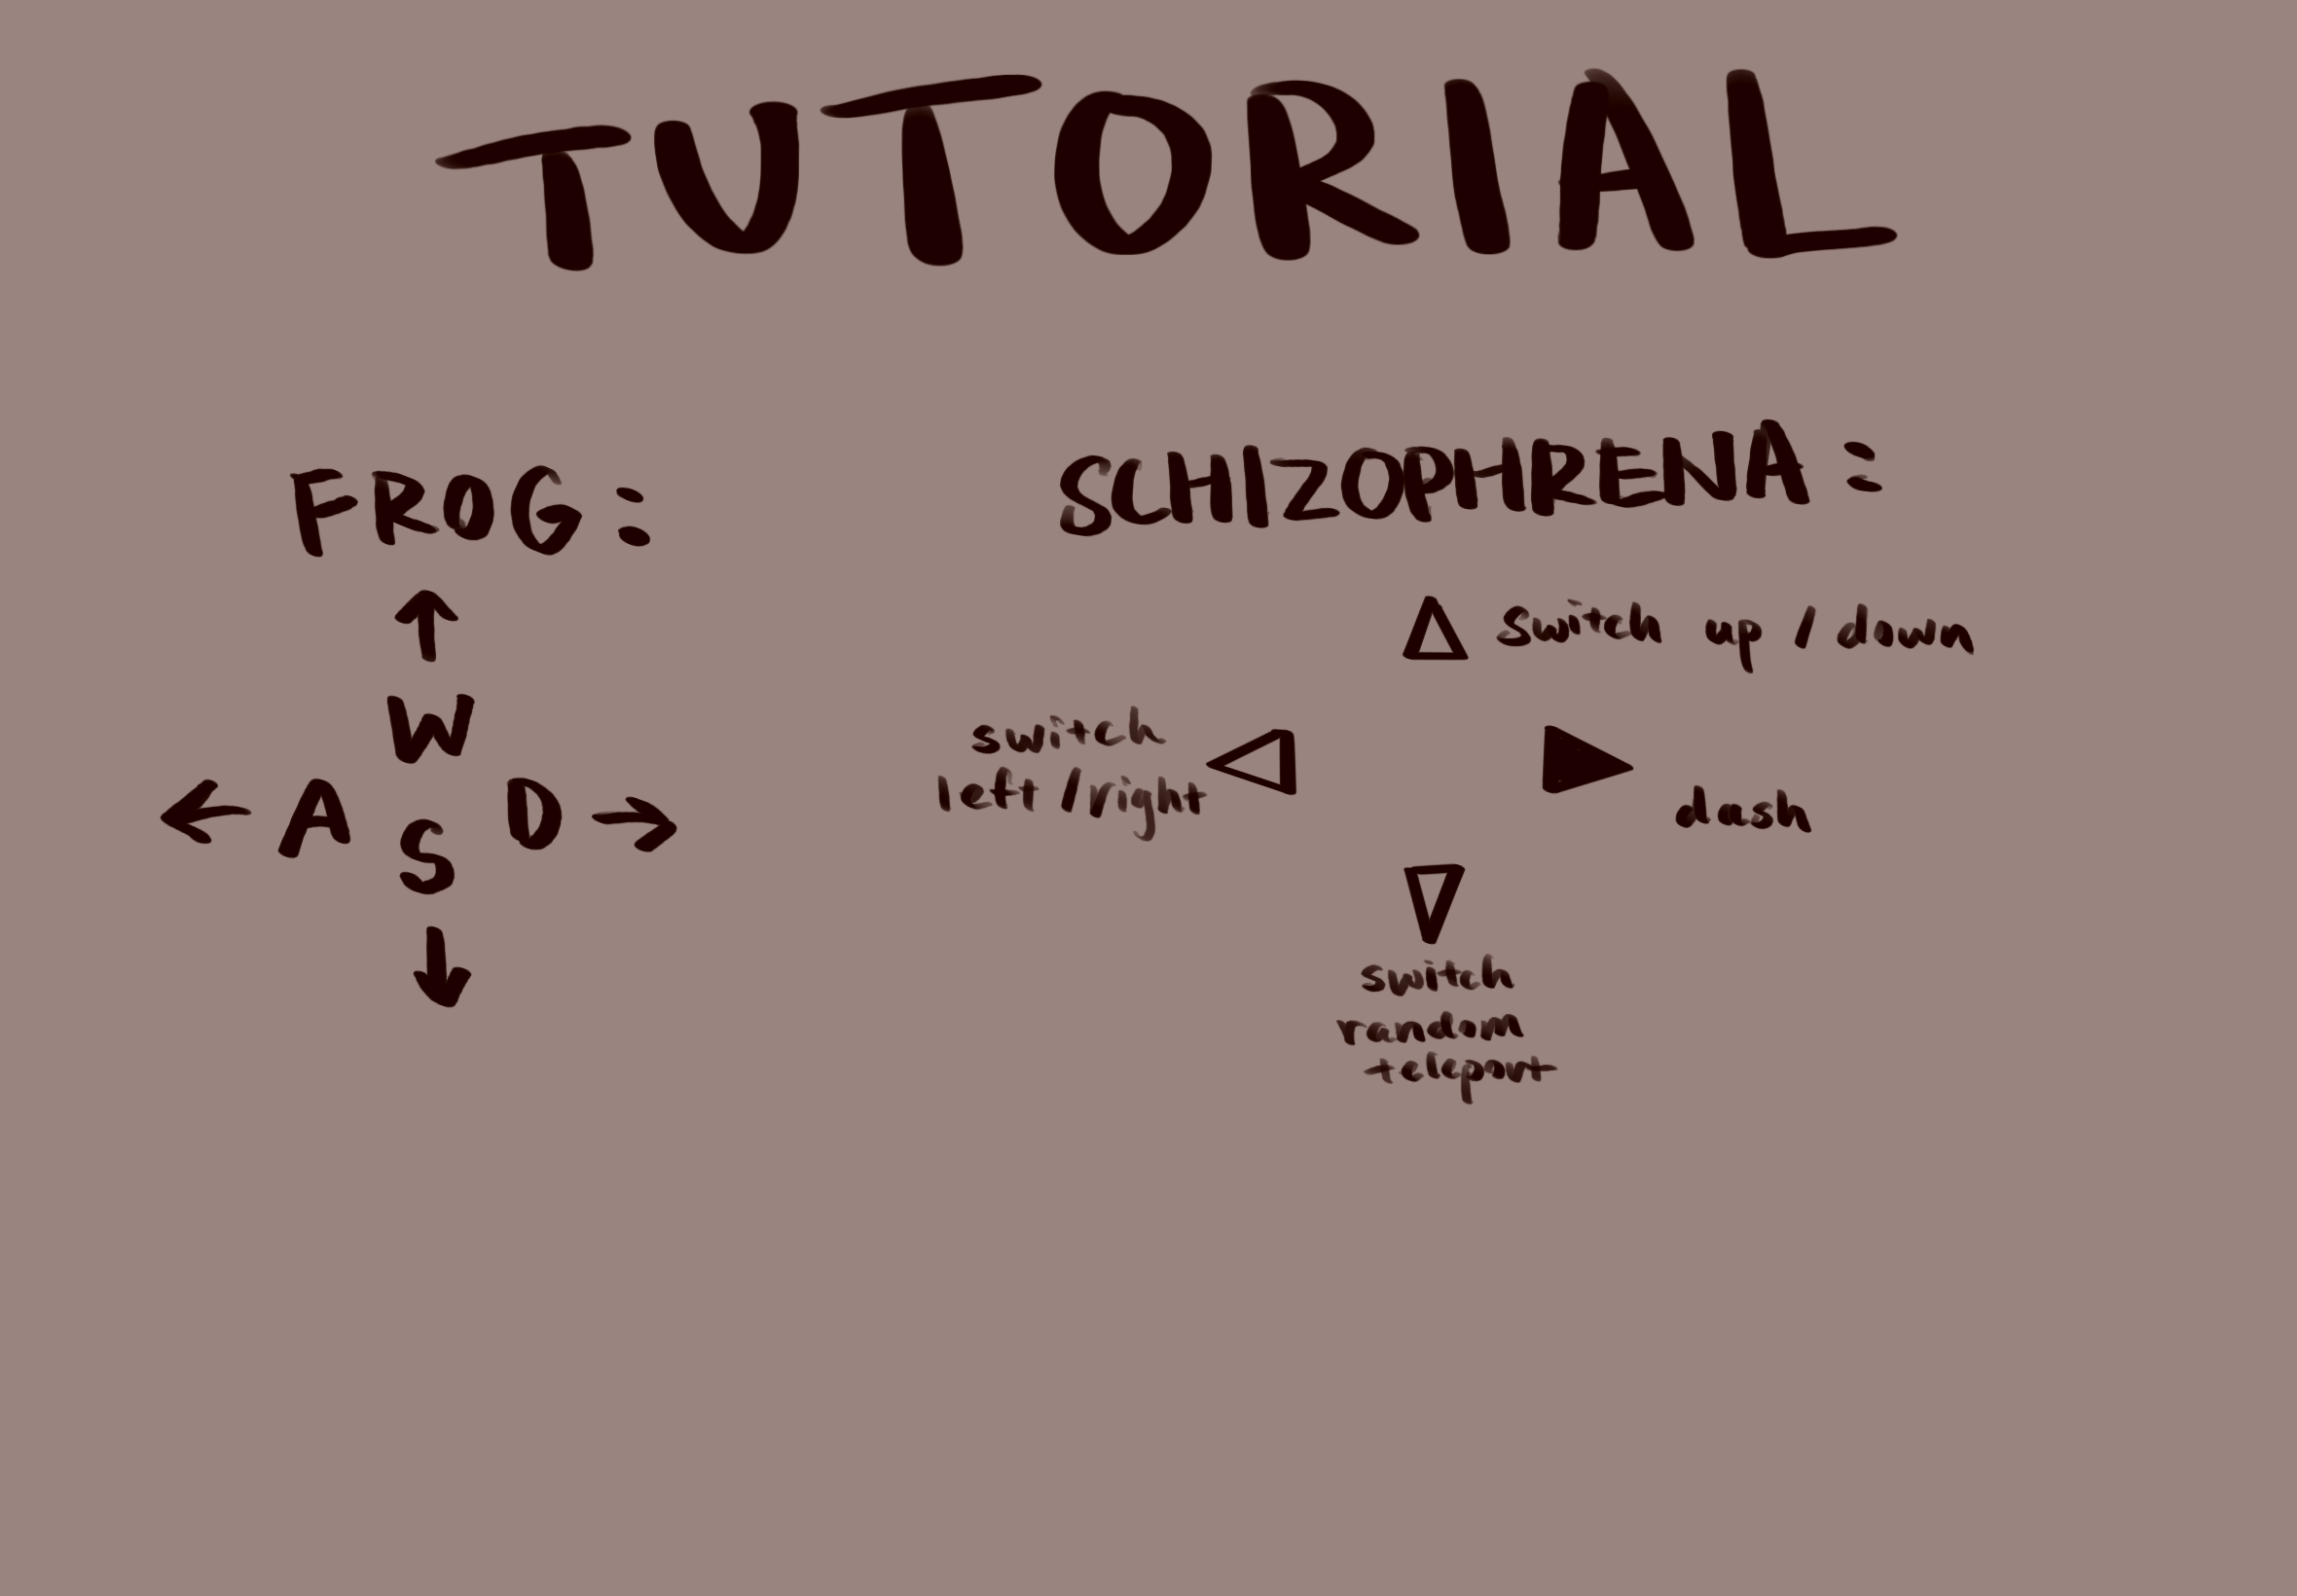 TUTORIAL
FROG:
W
A D
S
SCHIZOPHRENA:
switch up / down
switch
left / right
dash
switch
random
teleport